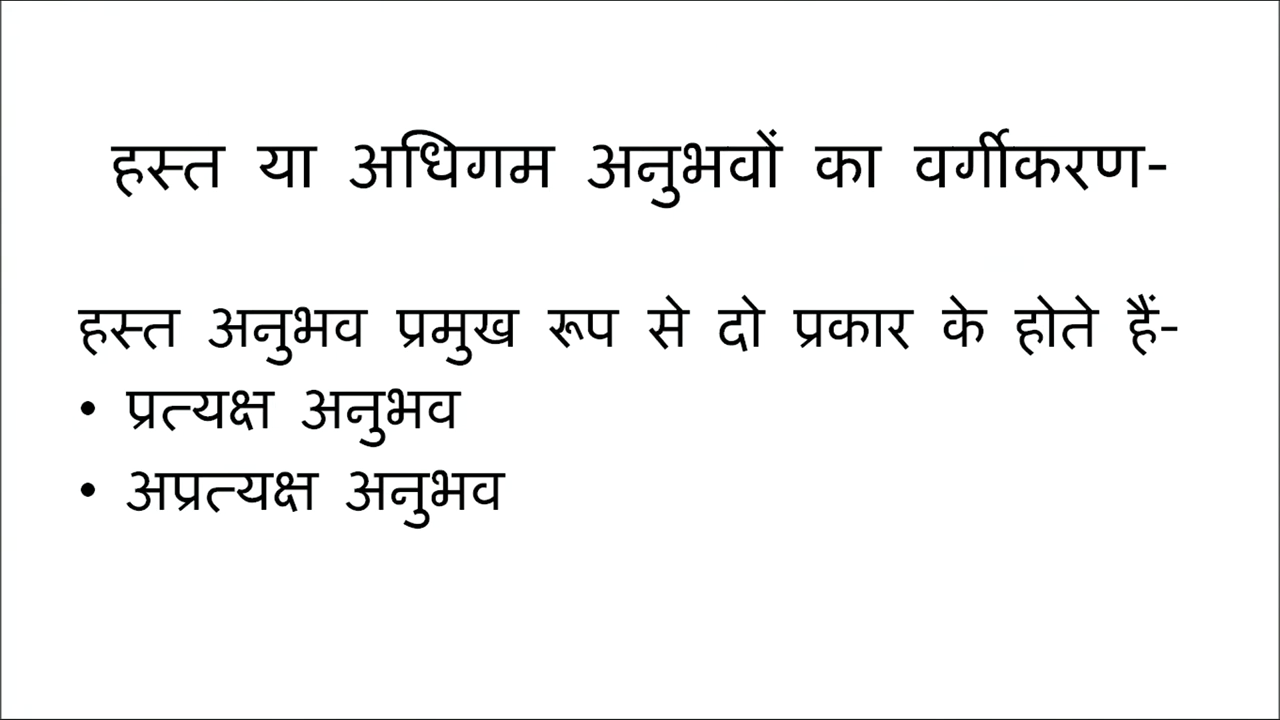 हस्त या अधिगम अनुभवों का वर्गीकरण-
हस्त अनुभव प्रमुख रूप से दो प्रकार के होते हैं-
• प्रत्यक्ष अनुभव
• अप्रत्यक्ष अनुभव